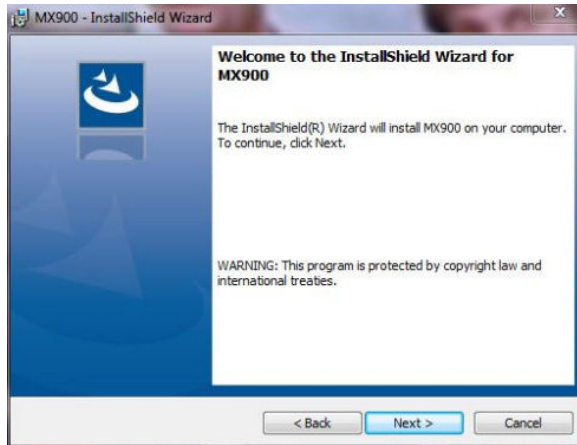 MX900 - InstallShield Wizard
Welcome to the InstallShield Wizard for
MX900
The InstallShield(R) Wizard will install MX900 on your computer.
To continue, click Next.
WARNING: This program is protected by copyright law and
international treaties.
< Back
Next >
Cancel